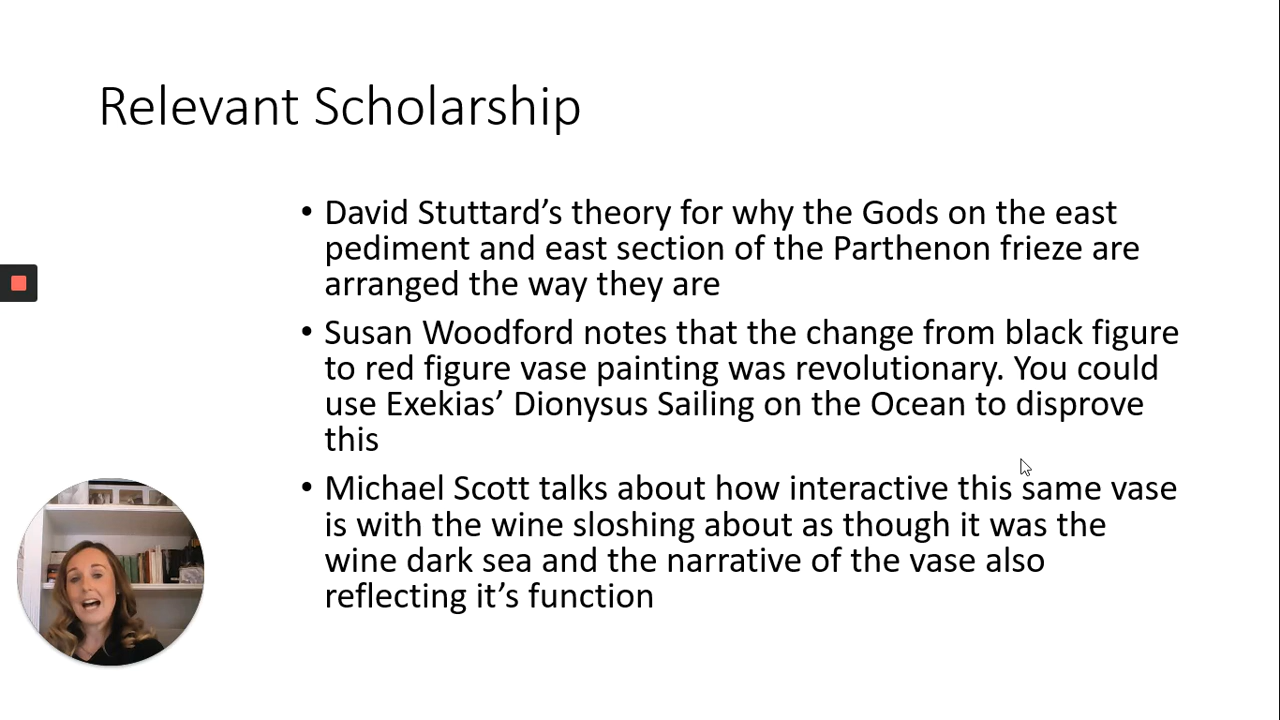 Relevant Scholarship
• David Stuttard’s theory for why the Gods on the east
pediment and east section of the Parthenon frieze are
arranged the way they are
• Susan Woodford notes that the change from black figure
to red figure vase painting was revolutionary. You could
use Exekias’ Dionysus Sailing on the Ocean to disprove
this
• Michael Scott talks about how interactive this same vase
is with the wine sloshing about as though it was the
wine dark sea and the narrative of the vase also
reflecting it’s function